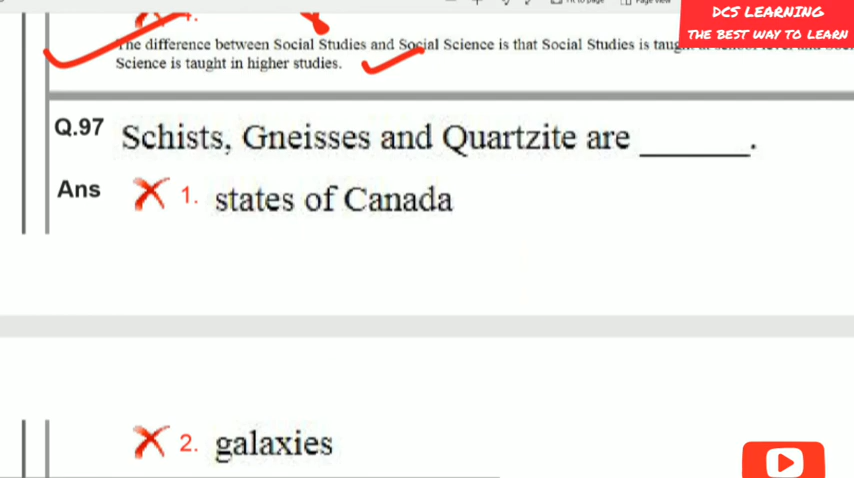 DCS LEARNING
THE BEST WAY TO LEARN
The difference between Social Studies and Social Science is that Social Studies is
Science is taught in higher studies.
Q.97 Schists, Gneisses and Quartzite are ______.
Ans 1. states of Canada
2. galaxies